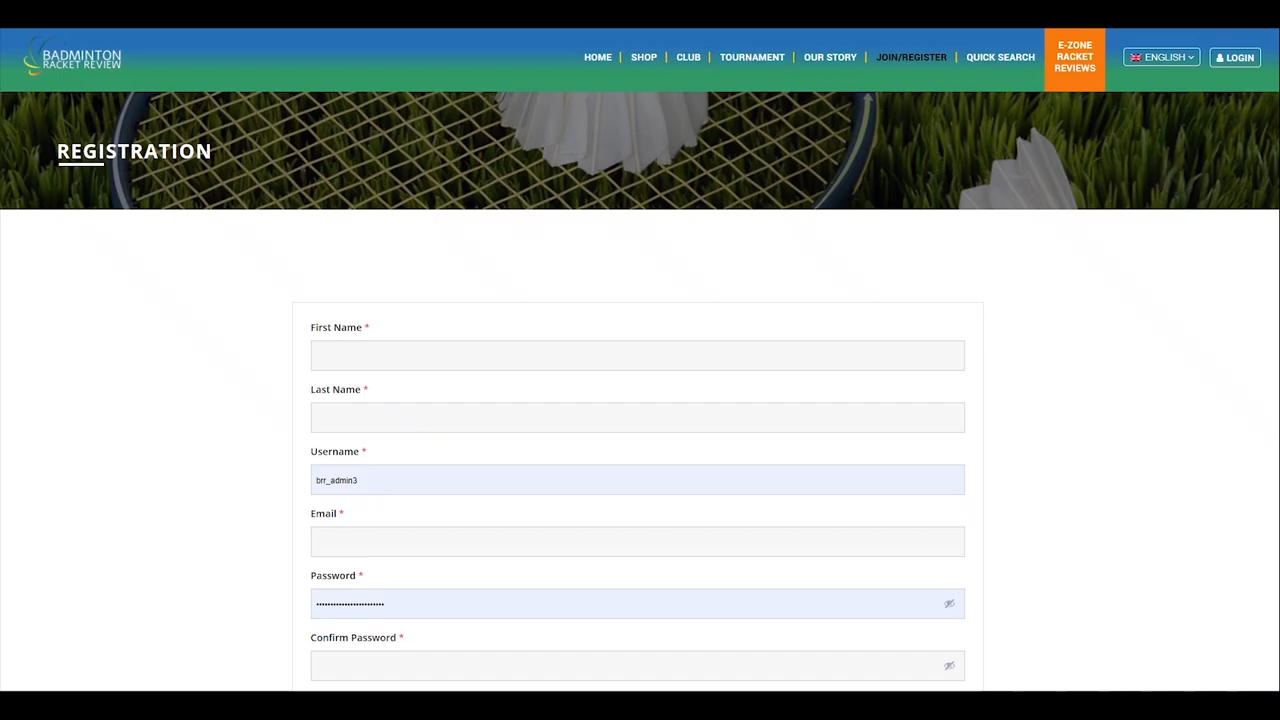 BADMINTON
RACKET REVIEW
HOME
SHOP
CLUB
TOURNAMENT
OUR STORY
JOIN/REGISTER
QUICK SEARCH
E-ZONE
RACKET
REVIEWS
ENGLISH
LOGIN
REGISTRATION
First Name *
Last Name *
Username *
brr_admin3
Email *
Password *
Confirm Password *